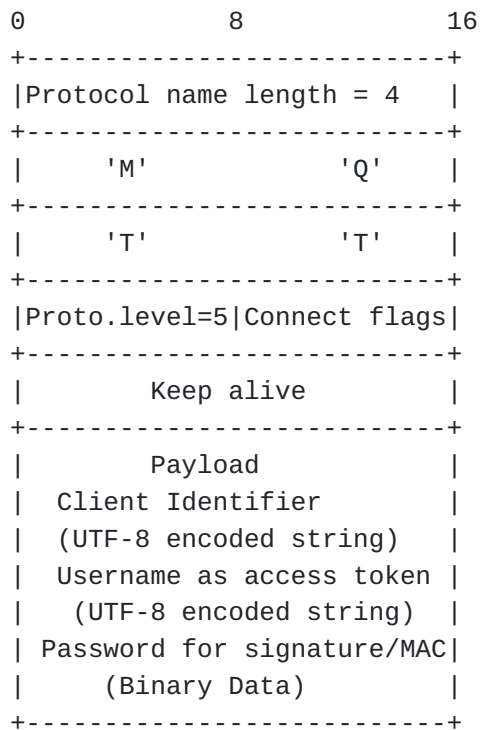 0             8             16
+---------------------------+
|Protocol name length = 4   |
+---------------------------+
|     'M'             'Q'   |
+---------------------------+
|     'T'             'T'   |
+---------------------------+
|Proto.level=5|Connect flags|
+---------------------------+
|        Keep alive         |
+---------------------------+
|        Payload            |
|  Client Identifier        |
|  (UTF-8 encoded string)   |
|  Username as access token |
|   (UTF-8 encoded string)  |
| Password for signature/MAC|
|     (Binary Data)         |
+---------------------------+